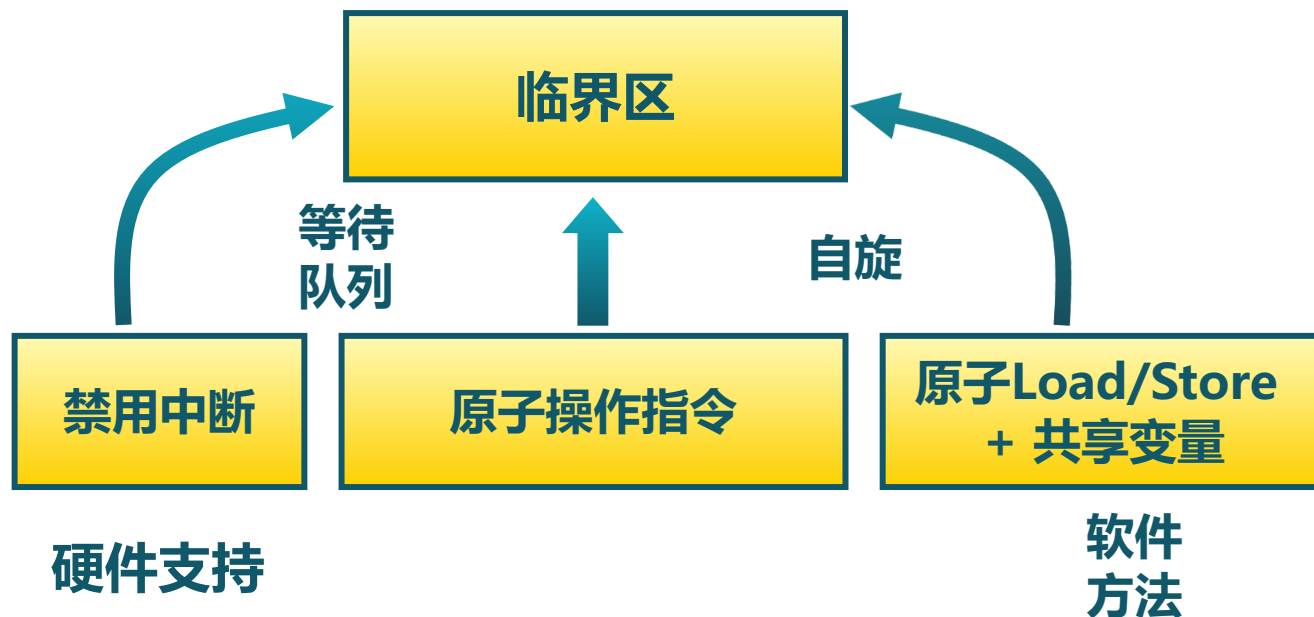 临界区
等待
队列
自旋
禁用中断
原子操作指令
原子Load/Store
+ 共享变量
硬件支持
软件
方法